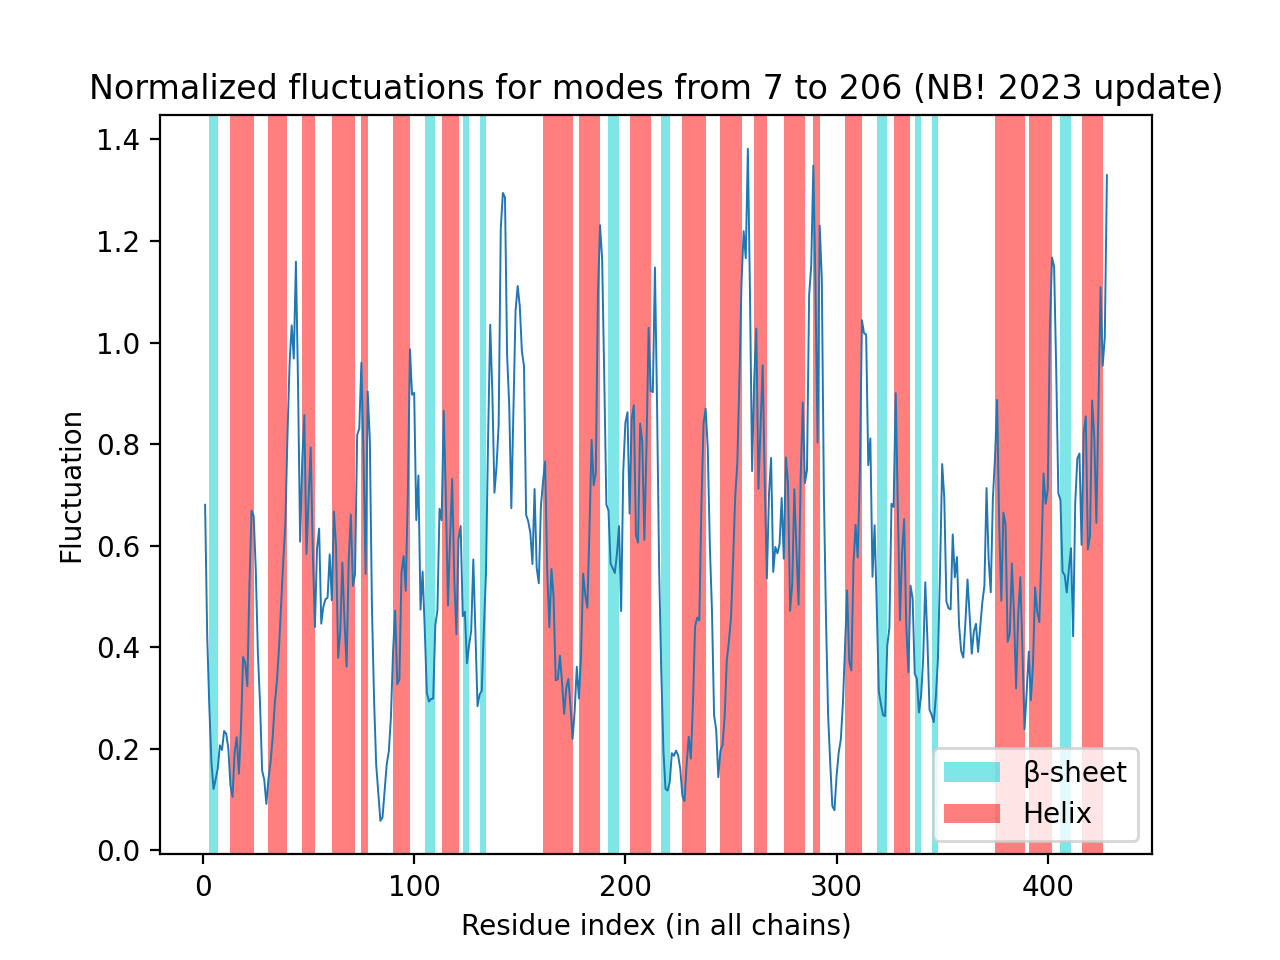 Normalized fluctuations for modes from 7 to 206 (NB! 2023 update)
1.4
1.2
1.0
0.8
0.6
0.4
0.2
0.0
Fluctuation
β-sheet
Helix
0 100 200 300 400
Residue index (in all chains)